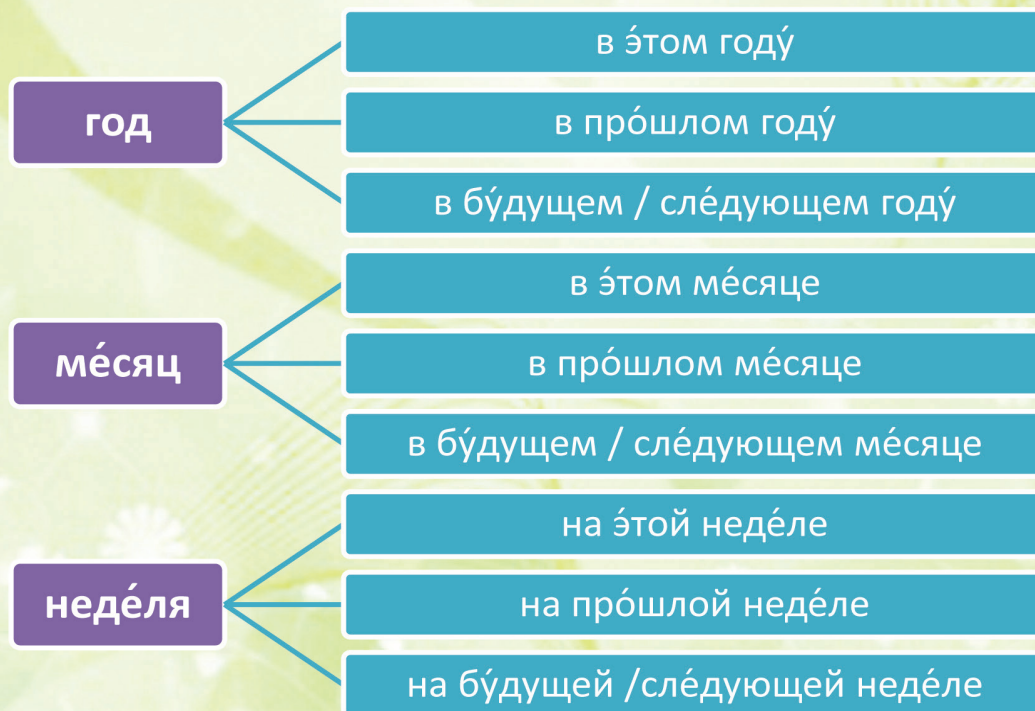 год
в э́том году́
в про́шлом году́
в бу́дущем / сле́дующем году́
ме́сяц
в э́том ме́сяце
в про́шлом ме́сяце
в бу́дущем / сле́дующем ме́сяце
неде́ля
на э́той неде́ле
на про́шлой неде́ле
на бу́дущей /сле́дующей неде́ле